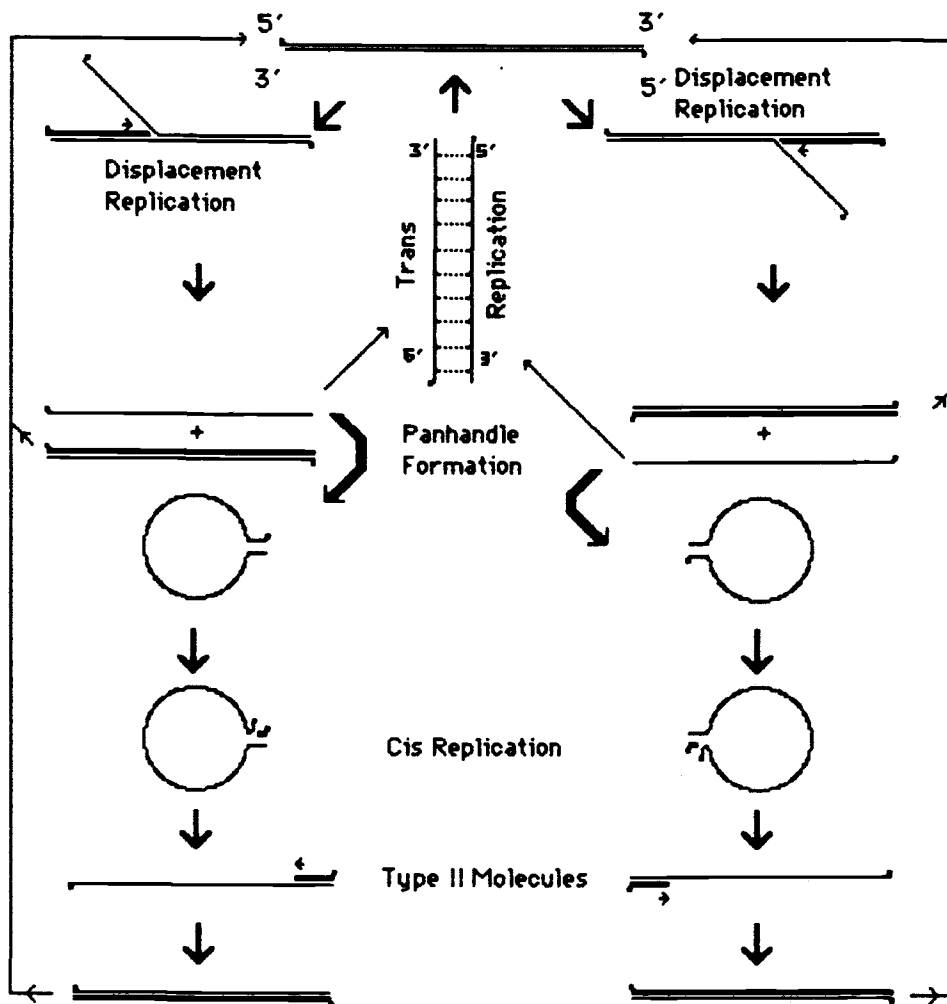 5′ 3′
3′ 5′
Displacement
Replication
Displacement
Replication
3′ 5′
Trans
Replication
5′ 3′
+ +
Panhandle
Formation
Cis Replication
Type II Molecules